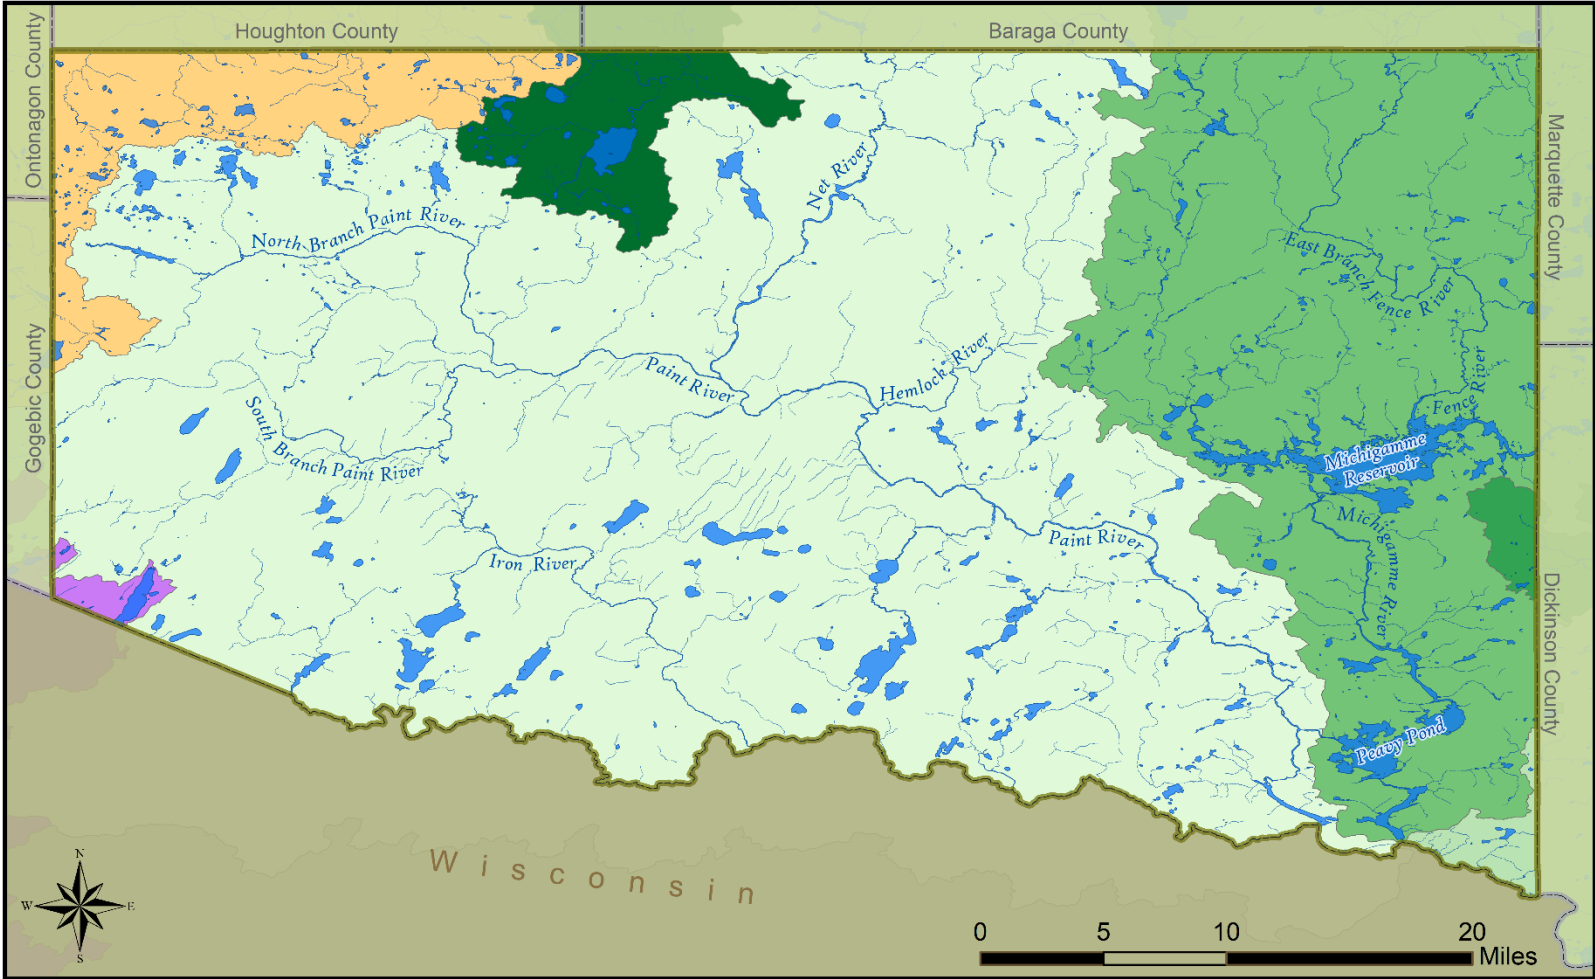 Houghton County
Baraga County
Ontonagon County
Marquette County
Net River
North Branch Paint River
East Branch Fence River
Gogebic County
Hemlock River
Paint River
Fence River
South Branch Paint River
Michigamme
Reservoir
Michigamme River
Paint River
Iron River
Dickinson County
Peavy Pond
Wisconsin
N
W
E
S
0
5
10
20
Miles